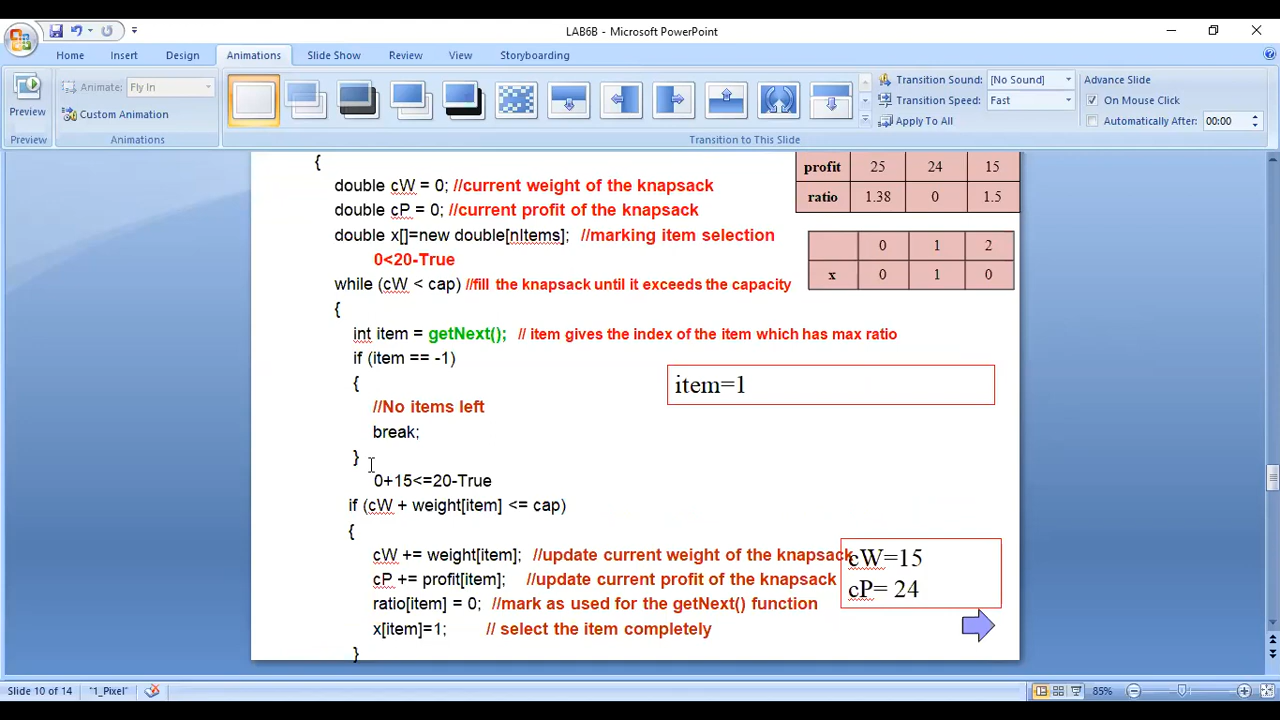 LAB6B - Microsoft PowerPoint
Home Insert Design Animations Slide Show Review View Storyboarding
Preview
Preview
Animate: Fly In
Custom Animation
Animations
Transition Sound: [No Sound]
Transition Speed: Fast
Apply To All
Transition to This Slide
Advance Slide
On Mouse Click
Automatically After: 00:00
{
double cW = 0; //current weight of the knapsack
double cP = 0; //current profit of the knapsack
double x[]=new double[nItems]; //marking item selection
0<20-True
while (cW < cap) //fill the knapsack until it exceeds the capacity
{
int item = getNext(); // item gives the index of the item which has max ratio
if (item == -1)
{
//No items left
break;
}
0+15<=20-True
if (cW + weight[item] <= cap)
{
cW += weight[item]; //update current weight of the knapsack
cP += profit[item]; //update current profit of the knapsack
ratio[item] = 0; //mark as used for the getNext() function
x[item]=1; // select the item completely
}
profit 25 24 15
ratio 1.38 0 1.5
0 1 2
x 0 1 0
item=1
cW=15
cP= 24
Slide 10 of 14 "1_Pixel" 85%